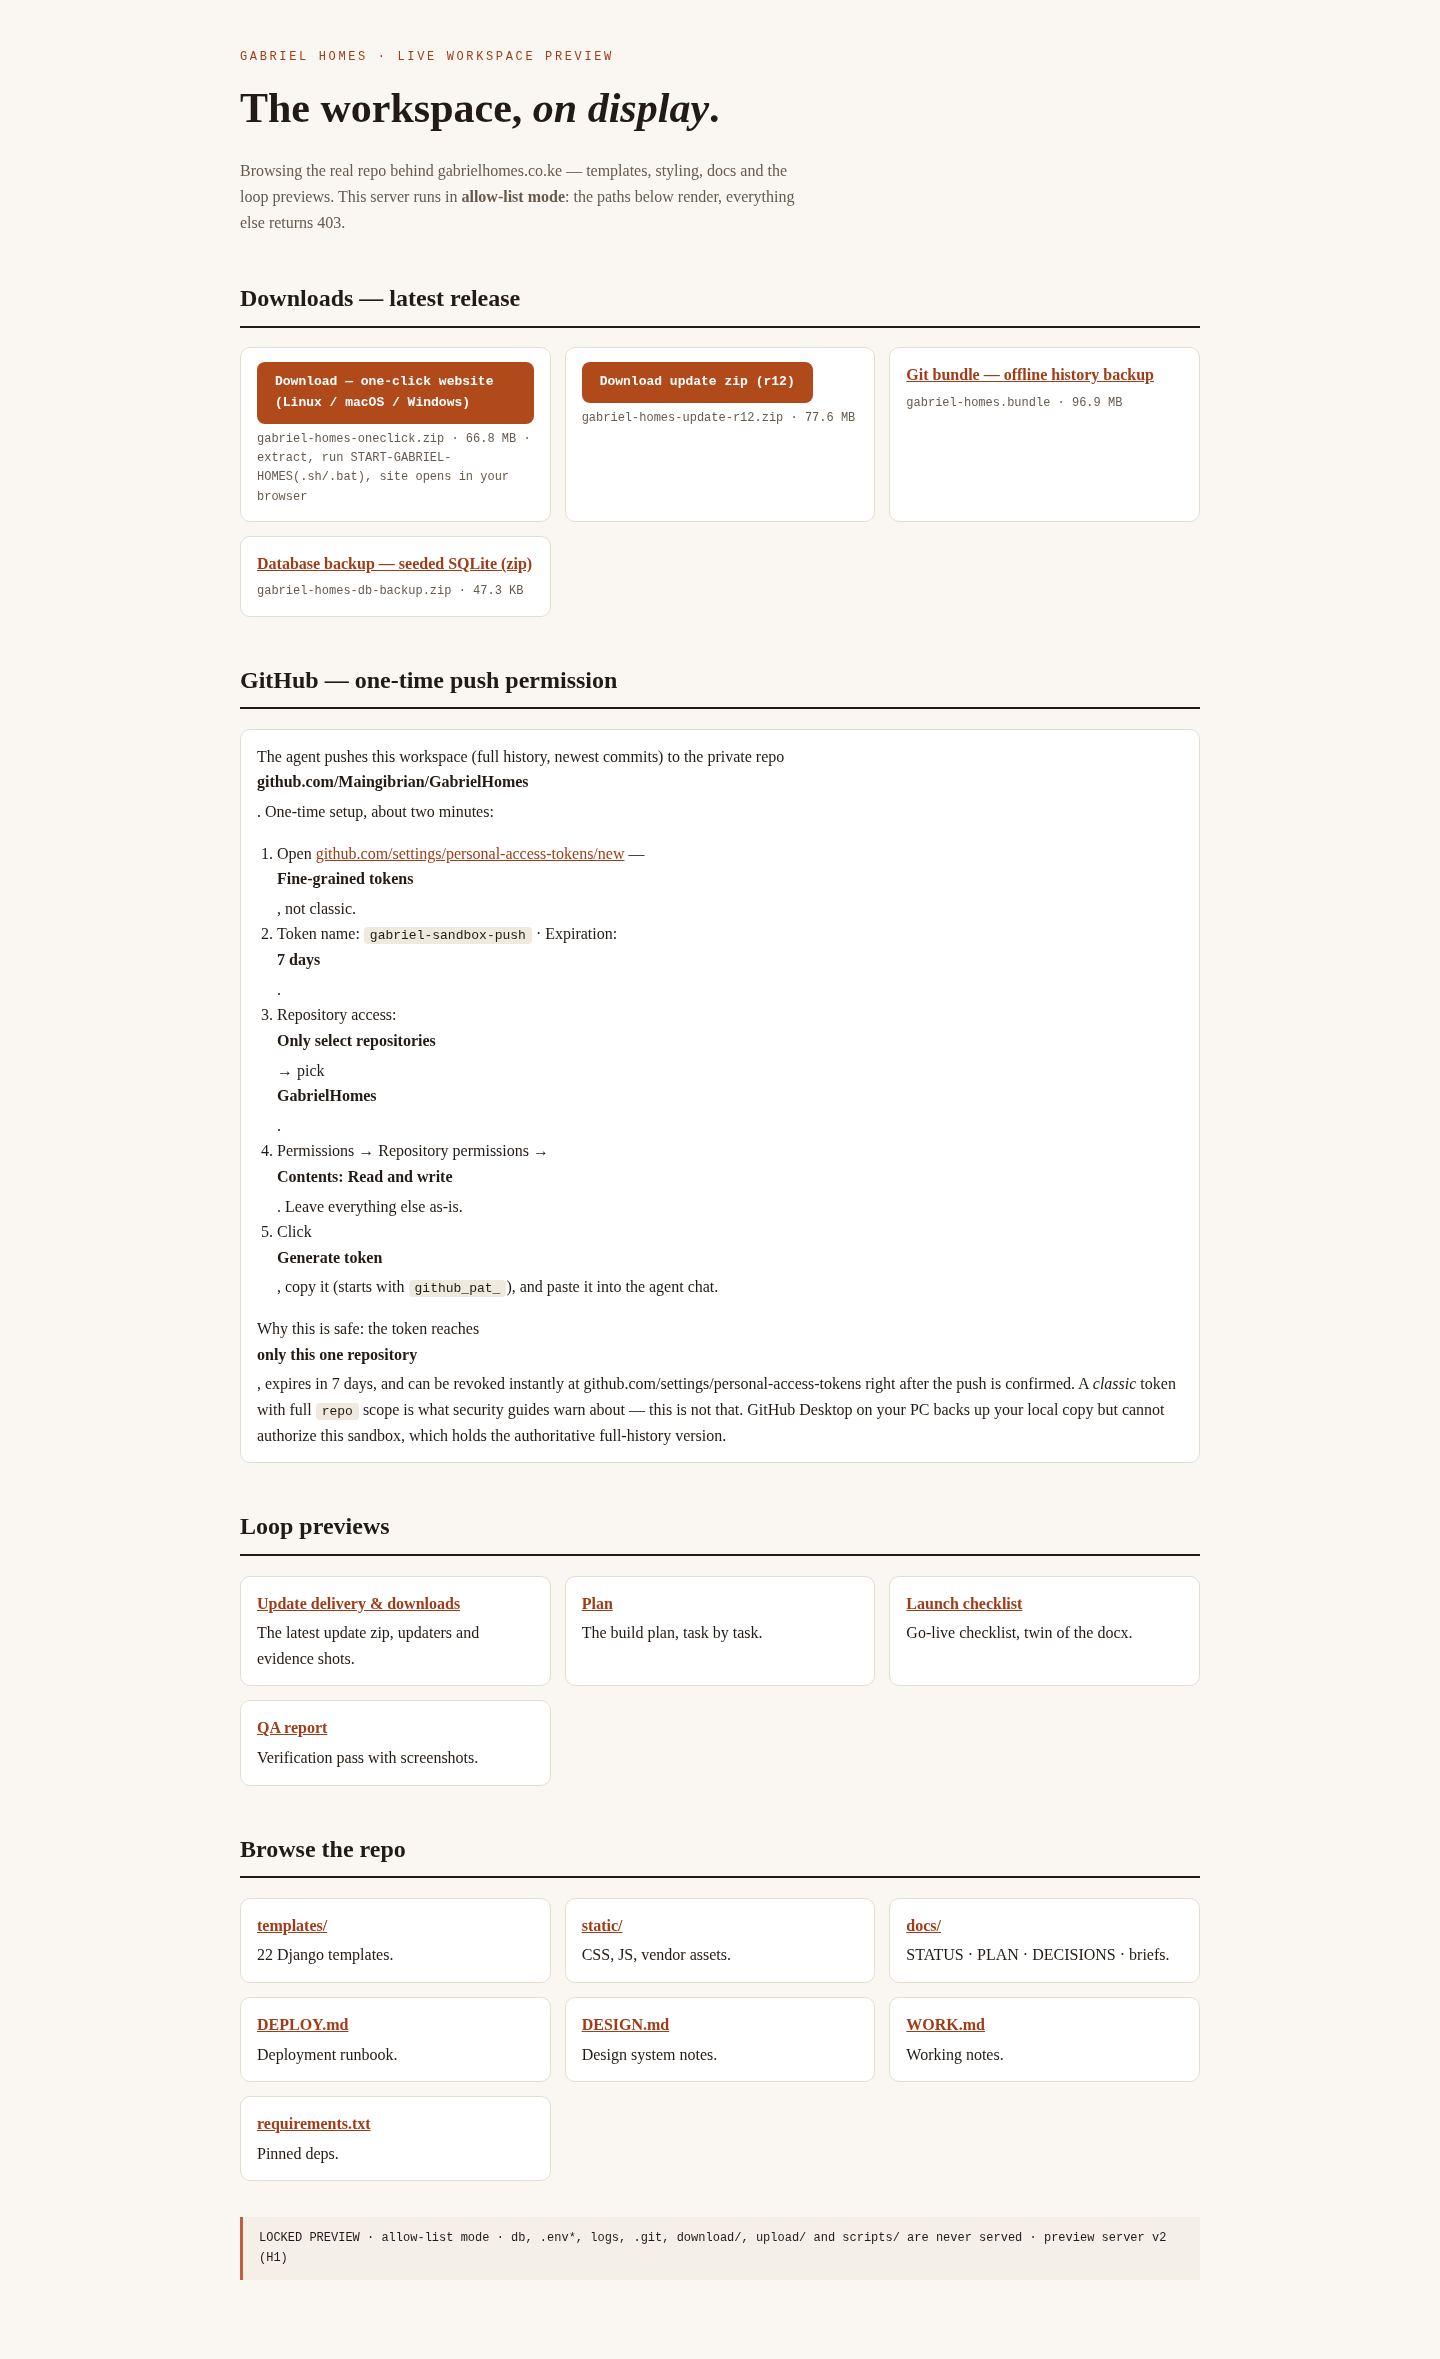 GABRIEL HOMES · LIVE WORKSPACE PREVIEW
The workspace, on display.
Browsing the real repo behind gabrielhomes.co.ke — templates, styling, docs and the
loop previews. This server runs in allow-list mode: the paths below render, everything
else returns 403.
Downloads — latest release
Download — one-click website
(Linux / macOS / Windows)
gabriel-homes-oneclick.zip · 66.8 MB ·
extract, run START-GABRIEL-
HOMES(.sh/.bat), site opens in your
browser
Download update zip (r12)
gabriel-homes-update-r12.zip · 77.6 MB
Git bundle — offline history backup
gabriel-homes.bundle · 96.9 MB
Database backup — seeded SQLite (zip)
gabriel-homes-db-backup.zip · 47.3 KB
GitHub — one-time push permission
The agent pushes this workspace (full history, newest commits) to the private repo
github.com/Maingibrian/GabrielHomes
. One-time setup, about two minutes:
1. Open github.com/settings/personal-access-tokens/new —
Fine-grained tokens
, not classic.
2. Token name: gabriel-sandbox-push · Expiration:
7 days
.
3. Repository access:
Only select repositories
→ pick
GabrielHomes
.
4. Permissions → Repository permissions →
Contents: Read and write
. Leave everything else as-is.
5. Click
Generate token
, copy it (starts with github_pat_), and paste it into the agent chat.
Why this is safe: the token reaches
only this one repository
, expires in 7 days, and can be revoked instantly at github.com/settings/personal-access-tokens right after the push is confirmed. A classic token
with full repo scope is what security guides warn about — this is not that. GitHub Desktop on your PC backs up your local copy but cannot
authorize this sandbox, which holds the authoritative full-history version.
Loop previews
Update delivery & downloads
The latest update zip, updaters and
evidence shots.
Plan
The build plan, task by task.
Launch checklist
Go-live checklist, twin of the docx.
QA report
Verification pass with screenshots.
Browse the repo
templates/
22 Django templates.
static/
CSS, JS, vendor assets.
docs/
STATUS · PLAN · DECISIONS · briefs.
DEPLOY.md
Deployment runbook.
DESIGN.md
Design system notes.
WORK.md
Working notes.
requirements.txt
Pinned deps.
LOCKED PREVIEW · allow-list mode · db, .env*, logs, .git, download/, upload/ and scripts/ are never served · preview server v2
(H1)